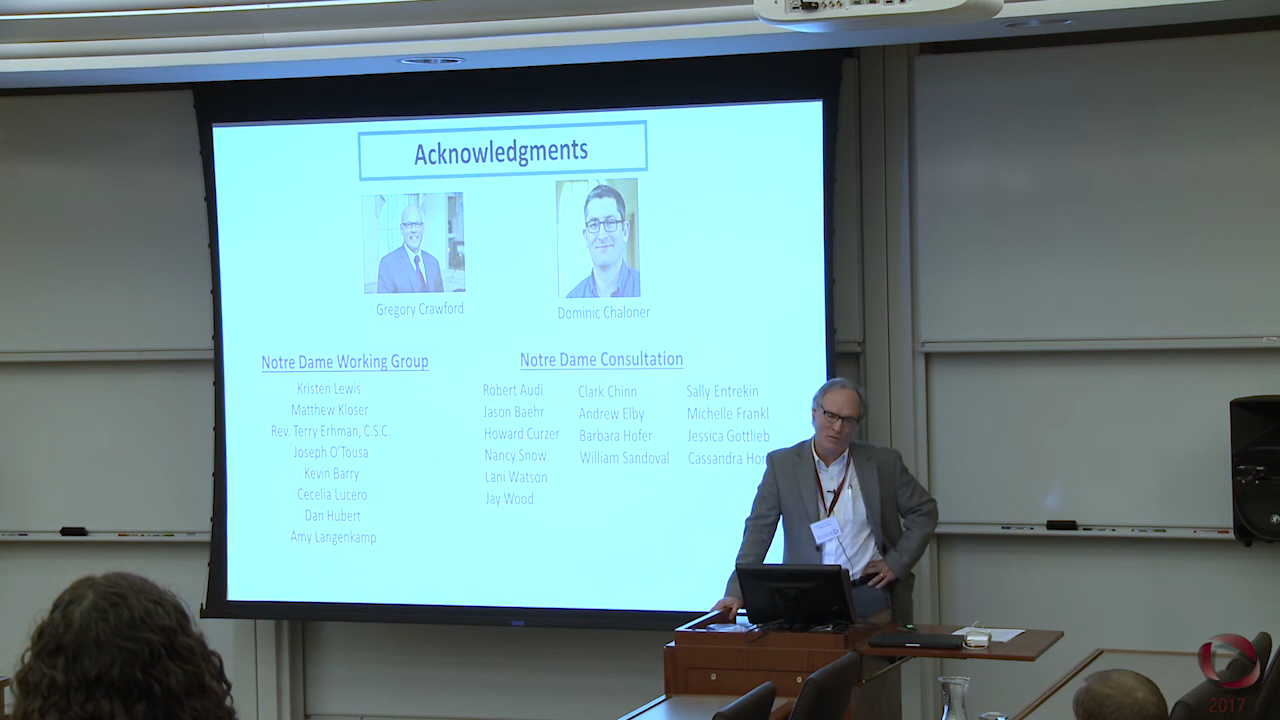 Acknowledgments
Gregory Crawford
Dominic Chaloner
Notre Dame Working Group
Kristen Lewis
Matthew Kloser
Rev. Terry Erhman, C.S.C.
Joseph O'Tousa
Kevin Barry
Cecelia Lucero
Dan Hubert
Amy Langenkamp
Notre Dame Consultation
Robert Audi
Jason Baehr
Howard Curzer
Nancy Snow
Lani Watson
Jay Wood
Clark Chinn
Andrew Elby
Barbara Hofer
William Sandoval
Sally Entrekin
Michelle Frankl
Jessica Gottlieb
Cassandra
2017